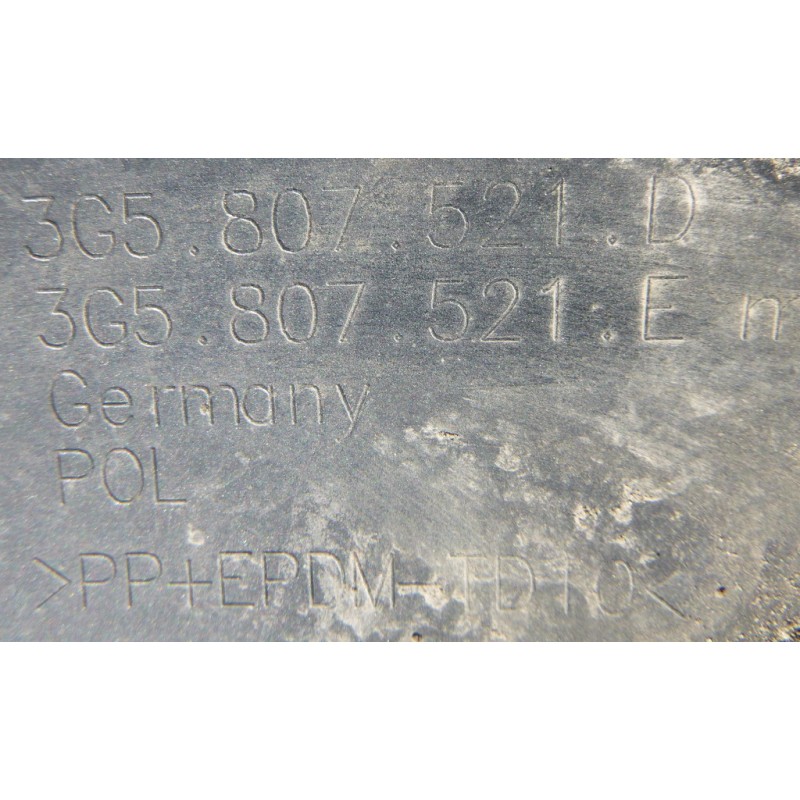 3G5.807.521.D
3G5.807.521.E
Germany
POL
>PP+EPDM-TD10<